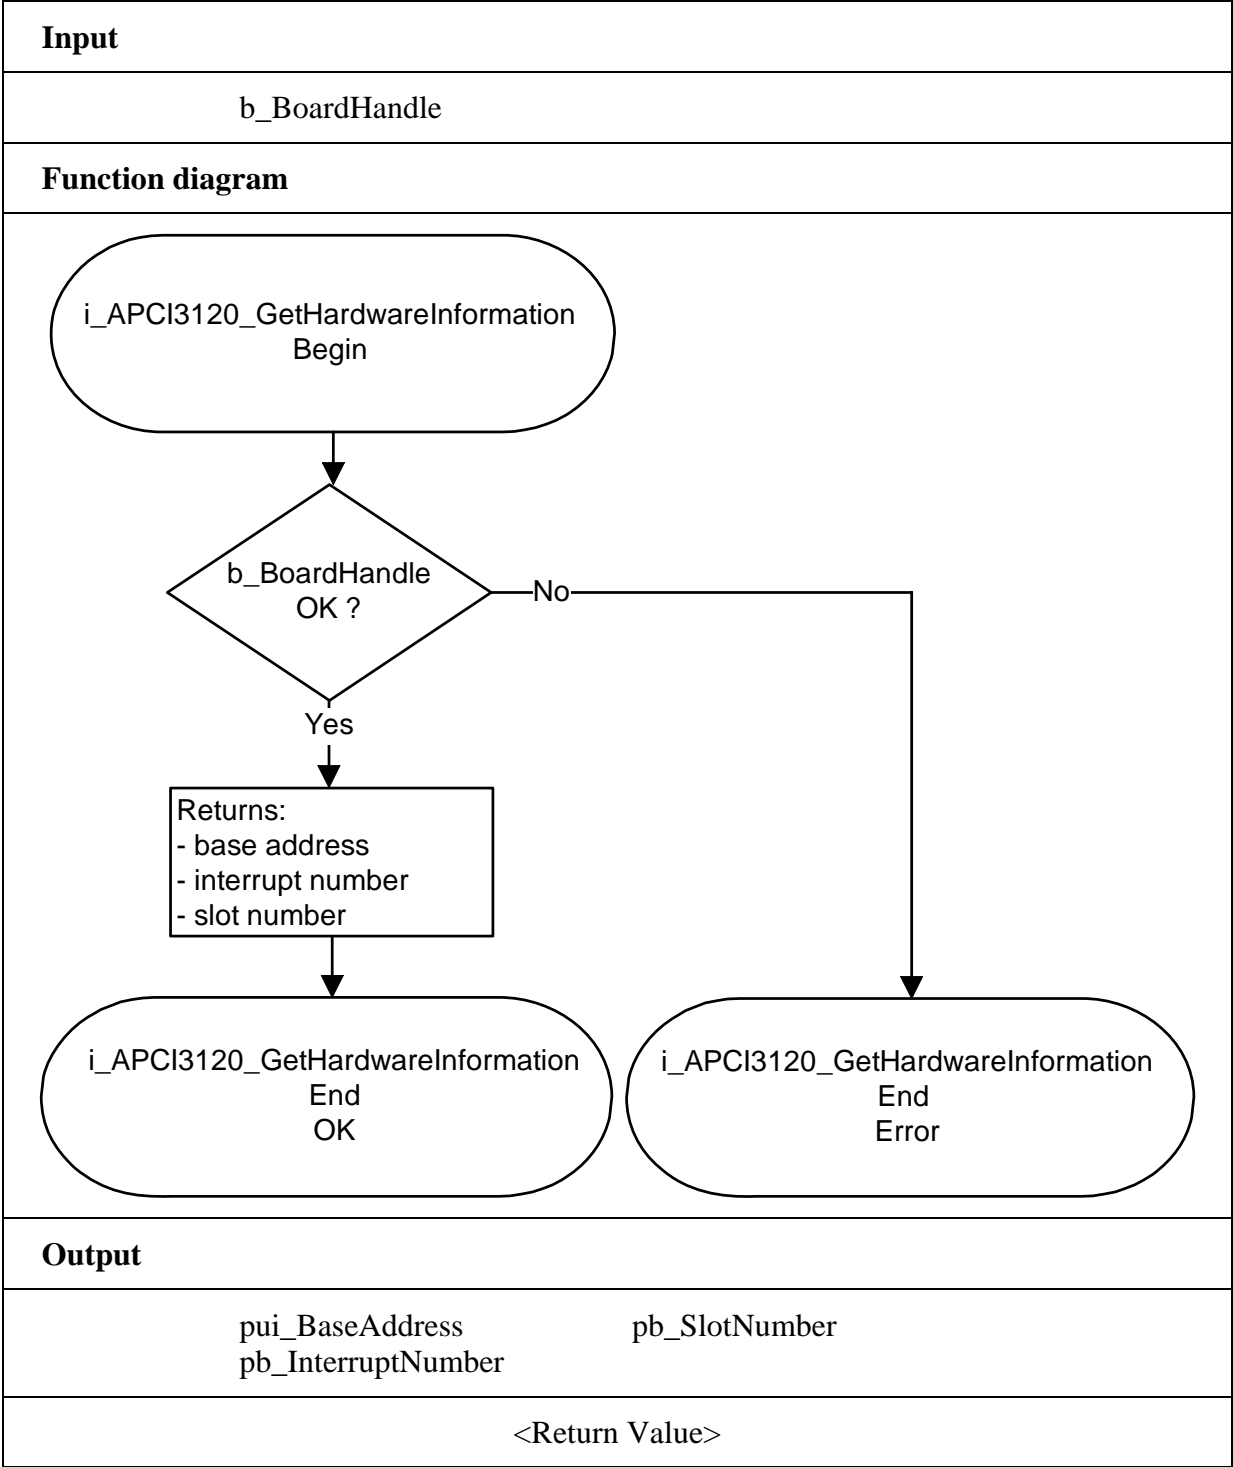 Input
b_BoardHandle
Function diagram
i_APCI3120_GetHardwareInformation
Begin
b_BoardHandle
OK ?
No
Yes
Returns:
- base address
- interrupt number
- slot number
i_APCI3120_GetHardwareInformation
End
OK
i_APCI3120_GetHardwareInformation
End
Error
Output
pui_BaseAddress pb_SlotNumber
pb_InterruptNumber
<Return Value>